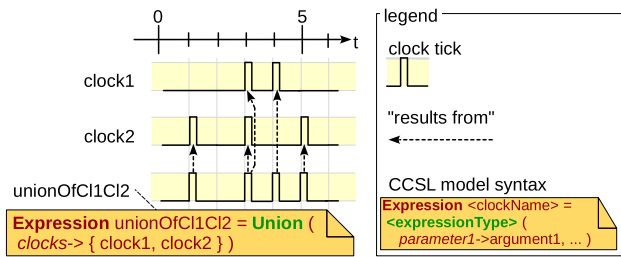 0
5
t
clock1
clock2
unionOfCl1Cl2
Expression unionOfCl1Cl2 = Union (
clocks-> { clock1, clock2 } )
legend
clock tick
"results from"
CCSL model syntax
Expression <clockName> =
<expressionType> (
parameter1->argument1, ... )